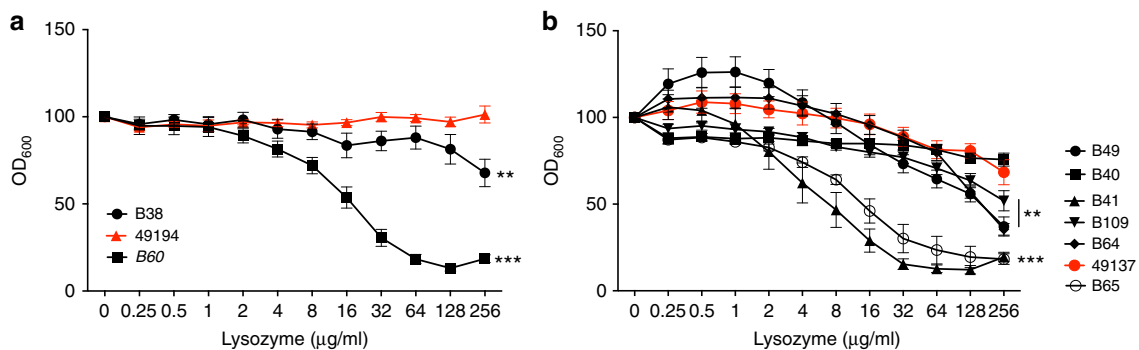 a
150
100
50
0
OD600
B38
49194
B60
**
***
0 0.25 0.5 1 2 4 8 16 32 64 128 256
Lysozyme (μg/ml)
b
150
100
50
0
OD600
B49
B40
B41
B109
B64
49137
B65
**
***
0 0.25 0.5 1 2 4 8 16 32 64 128 256
Lysozyme (μg/ml)